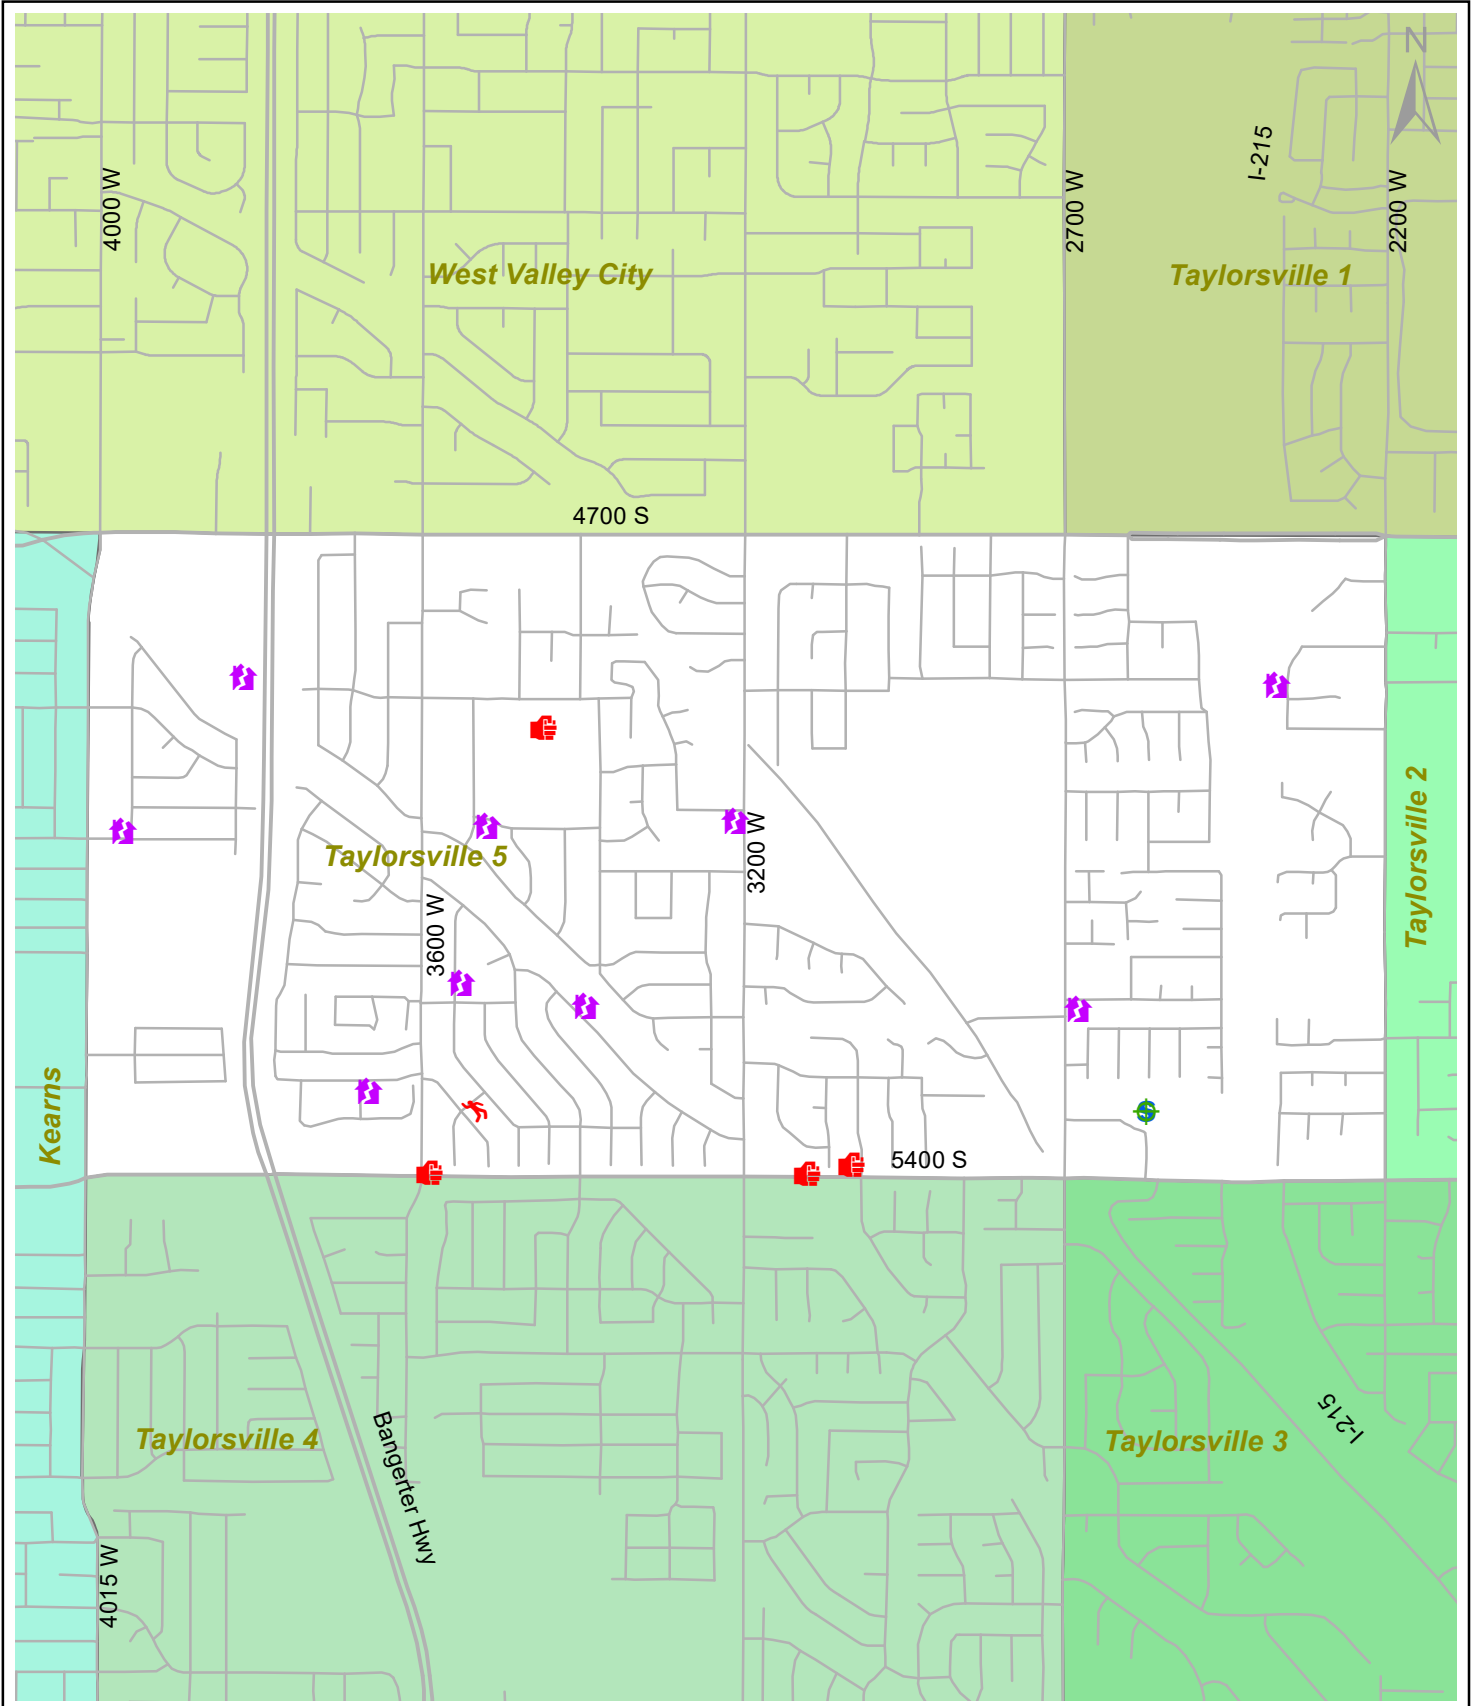 N
I-215
4000 W
2700 W
2200 W
West Valley City
Taylorsville 1
4700 S
Taylorsville 2
3200 W
Taylorsville 5
3600 W
Kearns
5400 S
I-215
Taylorsville 4
Bangerter Hwy
Taylorsville 3
4015 W